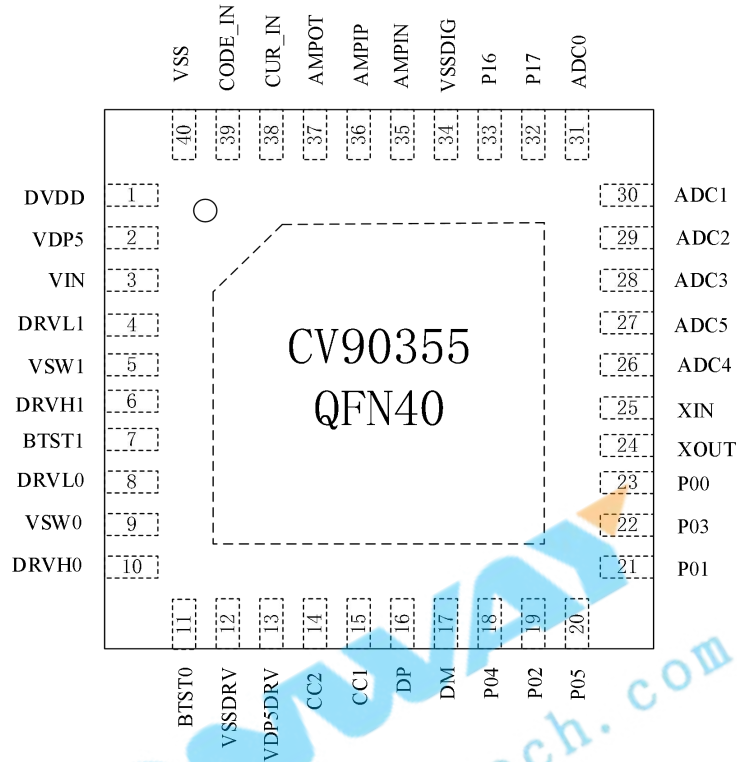 VSS CODE_IN CUR_IN AMPOT AMPIP AMPIN VSSDIG P16 P17 ADC0
40 39 38 37 36 35 34 33 32 31
DVDD 1 30 ADC1
VDP5 2 29 ADC2
VIN 3 28 ADC3
DRVL1 4 27 ADC5
VSW1 5 26 ADC4
DRVH1 6 25 XIN
BTST1 7 24 XOUT
DRVL0 8 23 P00
VSW0 9 22 P03
DRVH0 10 21 P01
CV90355
QFN40
11 12 13 14 15 16 17 18 19 20
BTST0 VSSDRV VDP5DRV CC2 CC1 DP DM P04 P02 P05
WAY
ch.com